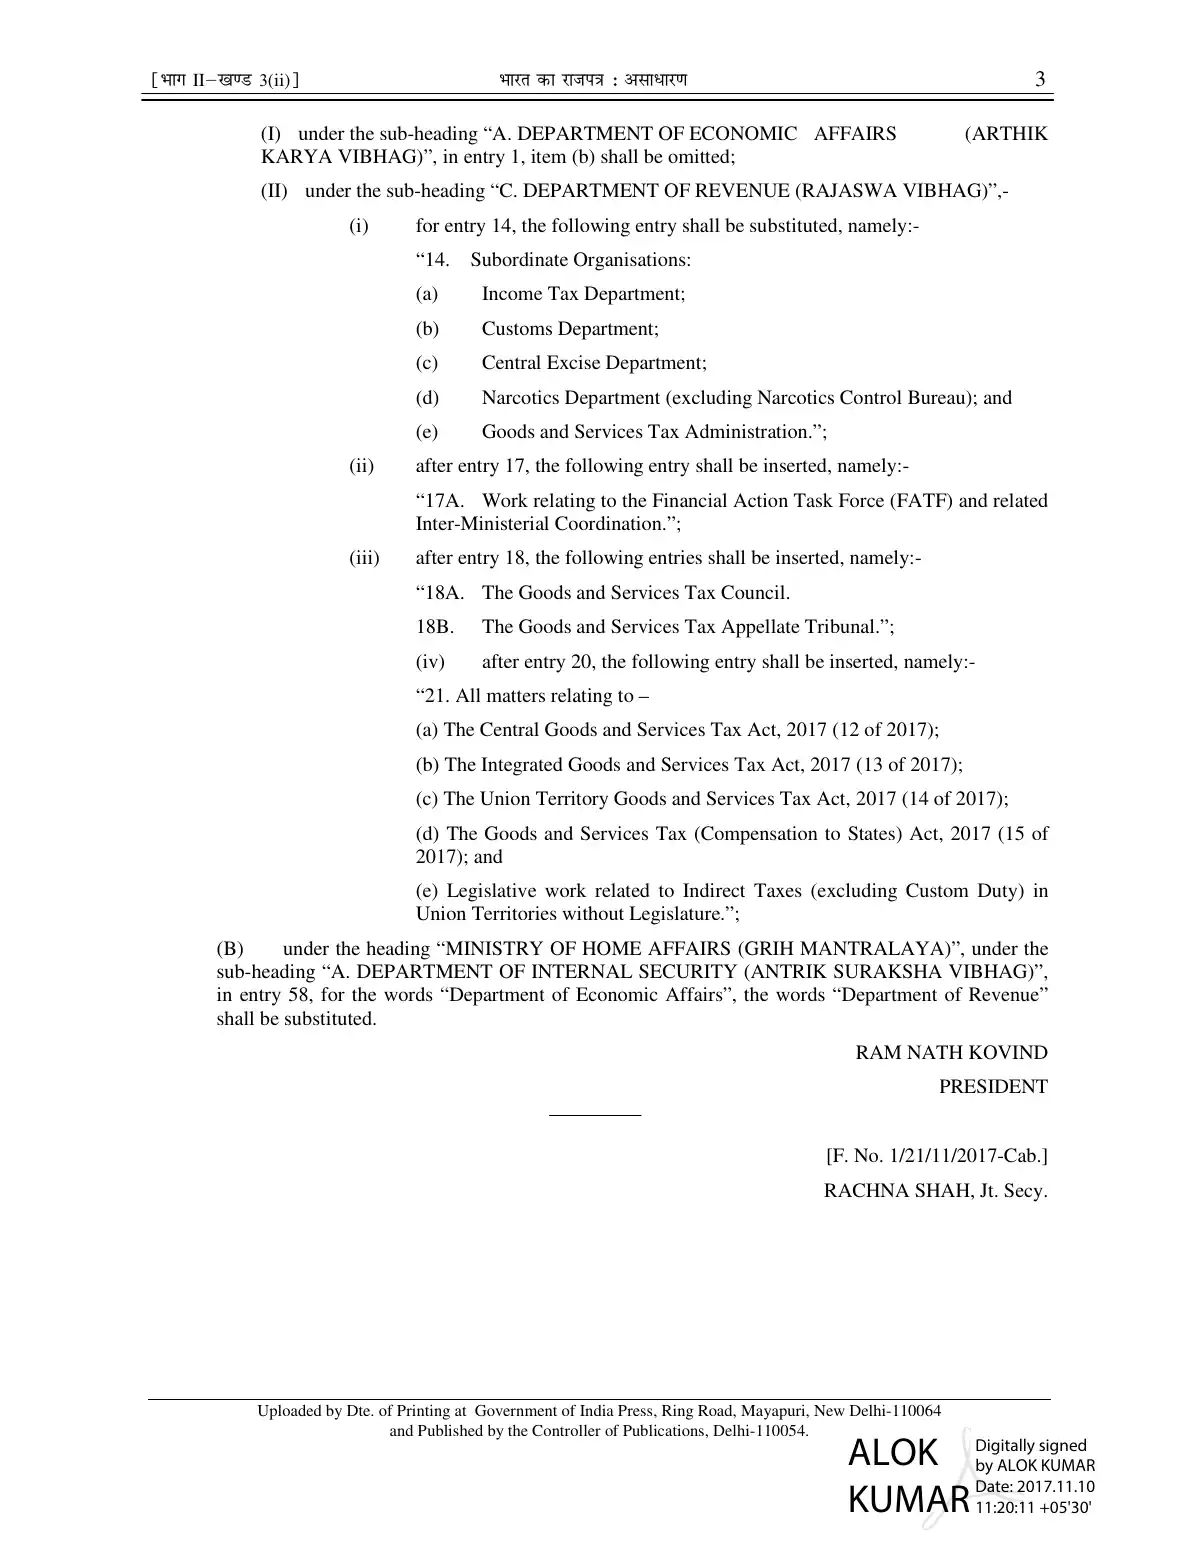 [भाग II–खण्ड 3(ii)] भारत का राजपत्र : असाधारण 3
(I) under the sub-heading “A. DEPARTMENT OF ECONOMIC AFFAIRS (ARTHIK
KARYA VIBHAG)”, in entry 1, item (b) shall be omitted;
(II) under the sub-heading “C. DEPARTMENT OF REVENUE (RAJASWA VIBHAG)”,-
(i) for entry 14, the following entry shall be substituted, namely:-
“14. Subordinate Organisations:
(a) Income Tax Department;
(b) Customs Department;
(c) Central Excise Department;
(d) Narcotics Department (excluding Narcotics Control Bureau); and
(e) Goods and Services Tax Administration.”;
(ii) after entry 17, the following entry shall be inserted, namely:-
“17A. Work relating to the Financial Action Task Force (FATF) and related
Inter-Ministerial Coordination.”;
(iii) after entry 18, the following entries shall be inserted, namely:-
“18A. The Goods and Services Tax Council.
18B. The Goods and Services Tax Appellate Tribunal.”;
(iv) after entry 20, the following entry shall be inserted, namely:-
“21. All matters relating to –
(a) The Central Goods and Services Tax Act, 2017 (12 of 2017);
(b) The Integrated Goods and Services Tax Act, 2017 (13 of 2017);
(c) The Union Territory Goods and Services Tax Act, 2017 (14 of 2017);
(d) The Goods and Services Tax (Compensation to States) Act, 2017 (15 of
2017); and
(e) Legislative work related to Indirect Taxes (excluding Custom Duty) in
Union Territories without Legislature.”;
(B) under the heading “MINISTRY OF HOME AFFAIRS (GRIH MANTRALAYA)”, under the
sub-heading “A. DEPARTMENT OF INTERNAL SECURITY (ANTRIK SURAKSHA VIBHAG)”,
in entry 58, for the words “Department of Economic Affairs”, the words “Department of Revenue”
shall be substituted.
RAM NATH KOVIND
PRESIDENT
[F. No. 1/21/11/2017-Cab.]
RACHNA SHAH, Jt. Secy.
Uploaded by Dte. of Printing at Government of India Press, Ring Road, Mayapuri, New Delhi-110064
and Published by the Controller of Publications, Delhi-110054.
ALOK
KUMAR
Digitally signed
by ALOK KUMAR
Date: 2017.11.10
11:20:11 +05'30'